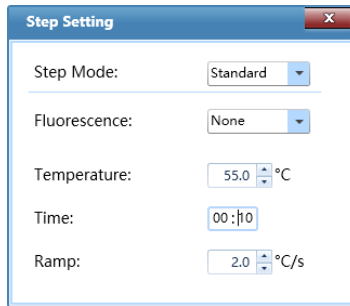 Step Setting x
Step Mode: Standard
Fluorescence: None
Temperature: 55.0 °C
Time: 00:10
Ramp: 2.0 °C/s